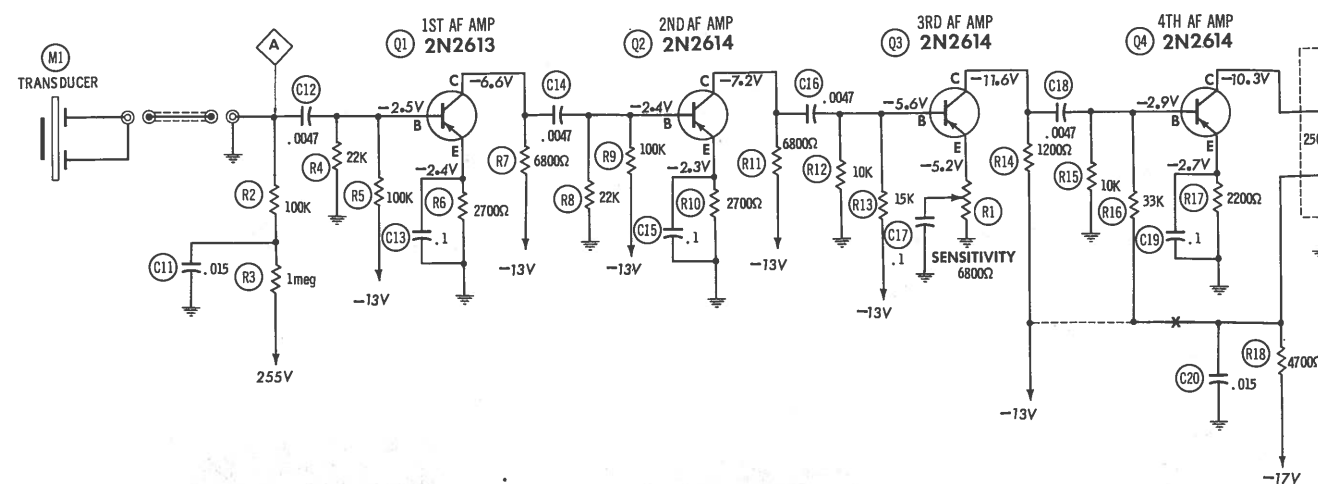 M1
TRANSDUCER
A
C12
.0047
R4
22K
R5
100K
R2
100K
C11
.015
R3
1meg
255V
-13V
1ST AF AMP
Q1 2N2613
C
-6.6V
-2.5V
B
E
-2.4V
R6
2700Ω
C13
.1
R7
6800Ω
-13V
C14
.0047
R8
22K
R9
100K
-13V
2ND AF AMP
Q2 2N2614
C
-7.2V
-2.4V
B
E
-2.3V
R10
2700Ω
C15
.1
R11
6800Ω
-13V
C16
.0047
R12
10K
R13
15K
-13V
3RD AF AMP
Q3 2N2614
C
-11.6V
-5.6V
B
E
-5.2V
R1
C17
.1
SENSITIVITY
6800Ω
R14
1200Ω
-13V
C18
.0047
R15
10K
R16
33K
4TH AF AMP
Q4 2N2614
C
-10.3V
-2.9V
B
E
-2.7V
R17
2200Ω
C19
.1
C20
.015
R18
4700Ω
-17V